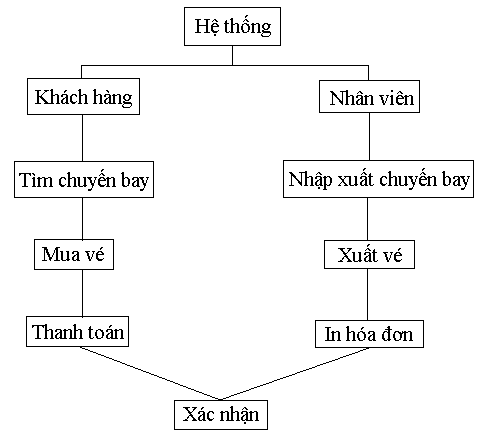 Hệ thống
Khách hàng
Nhân viên
Tìm chuyến bay
Nhập xuất chuyến bay
Mua vé
Xuất vé
Thanh toán
In hóa đơn
Xác nhận